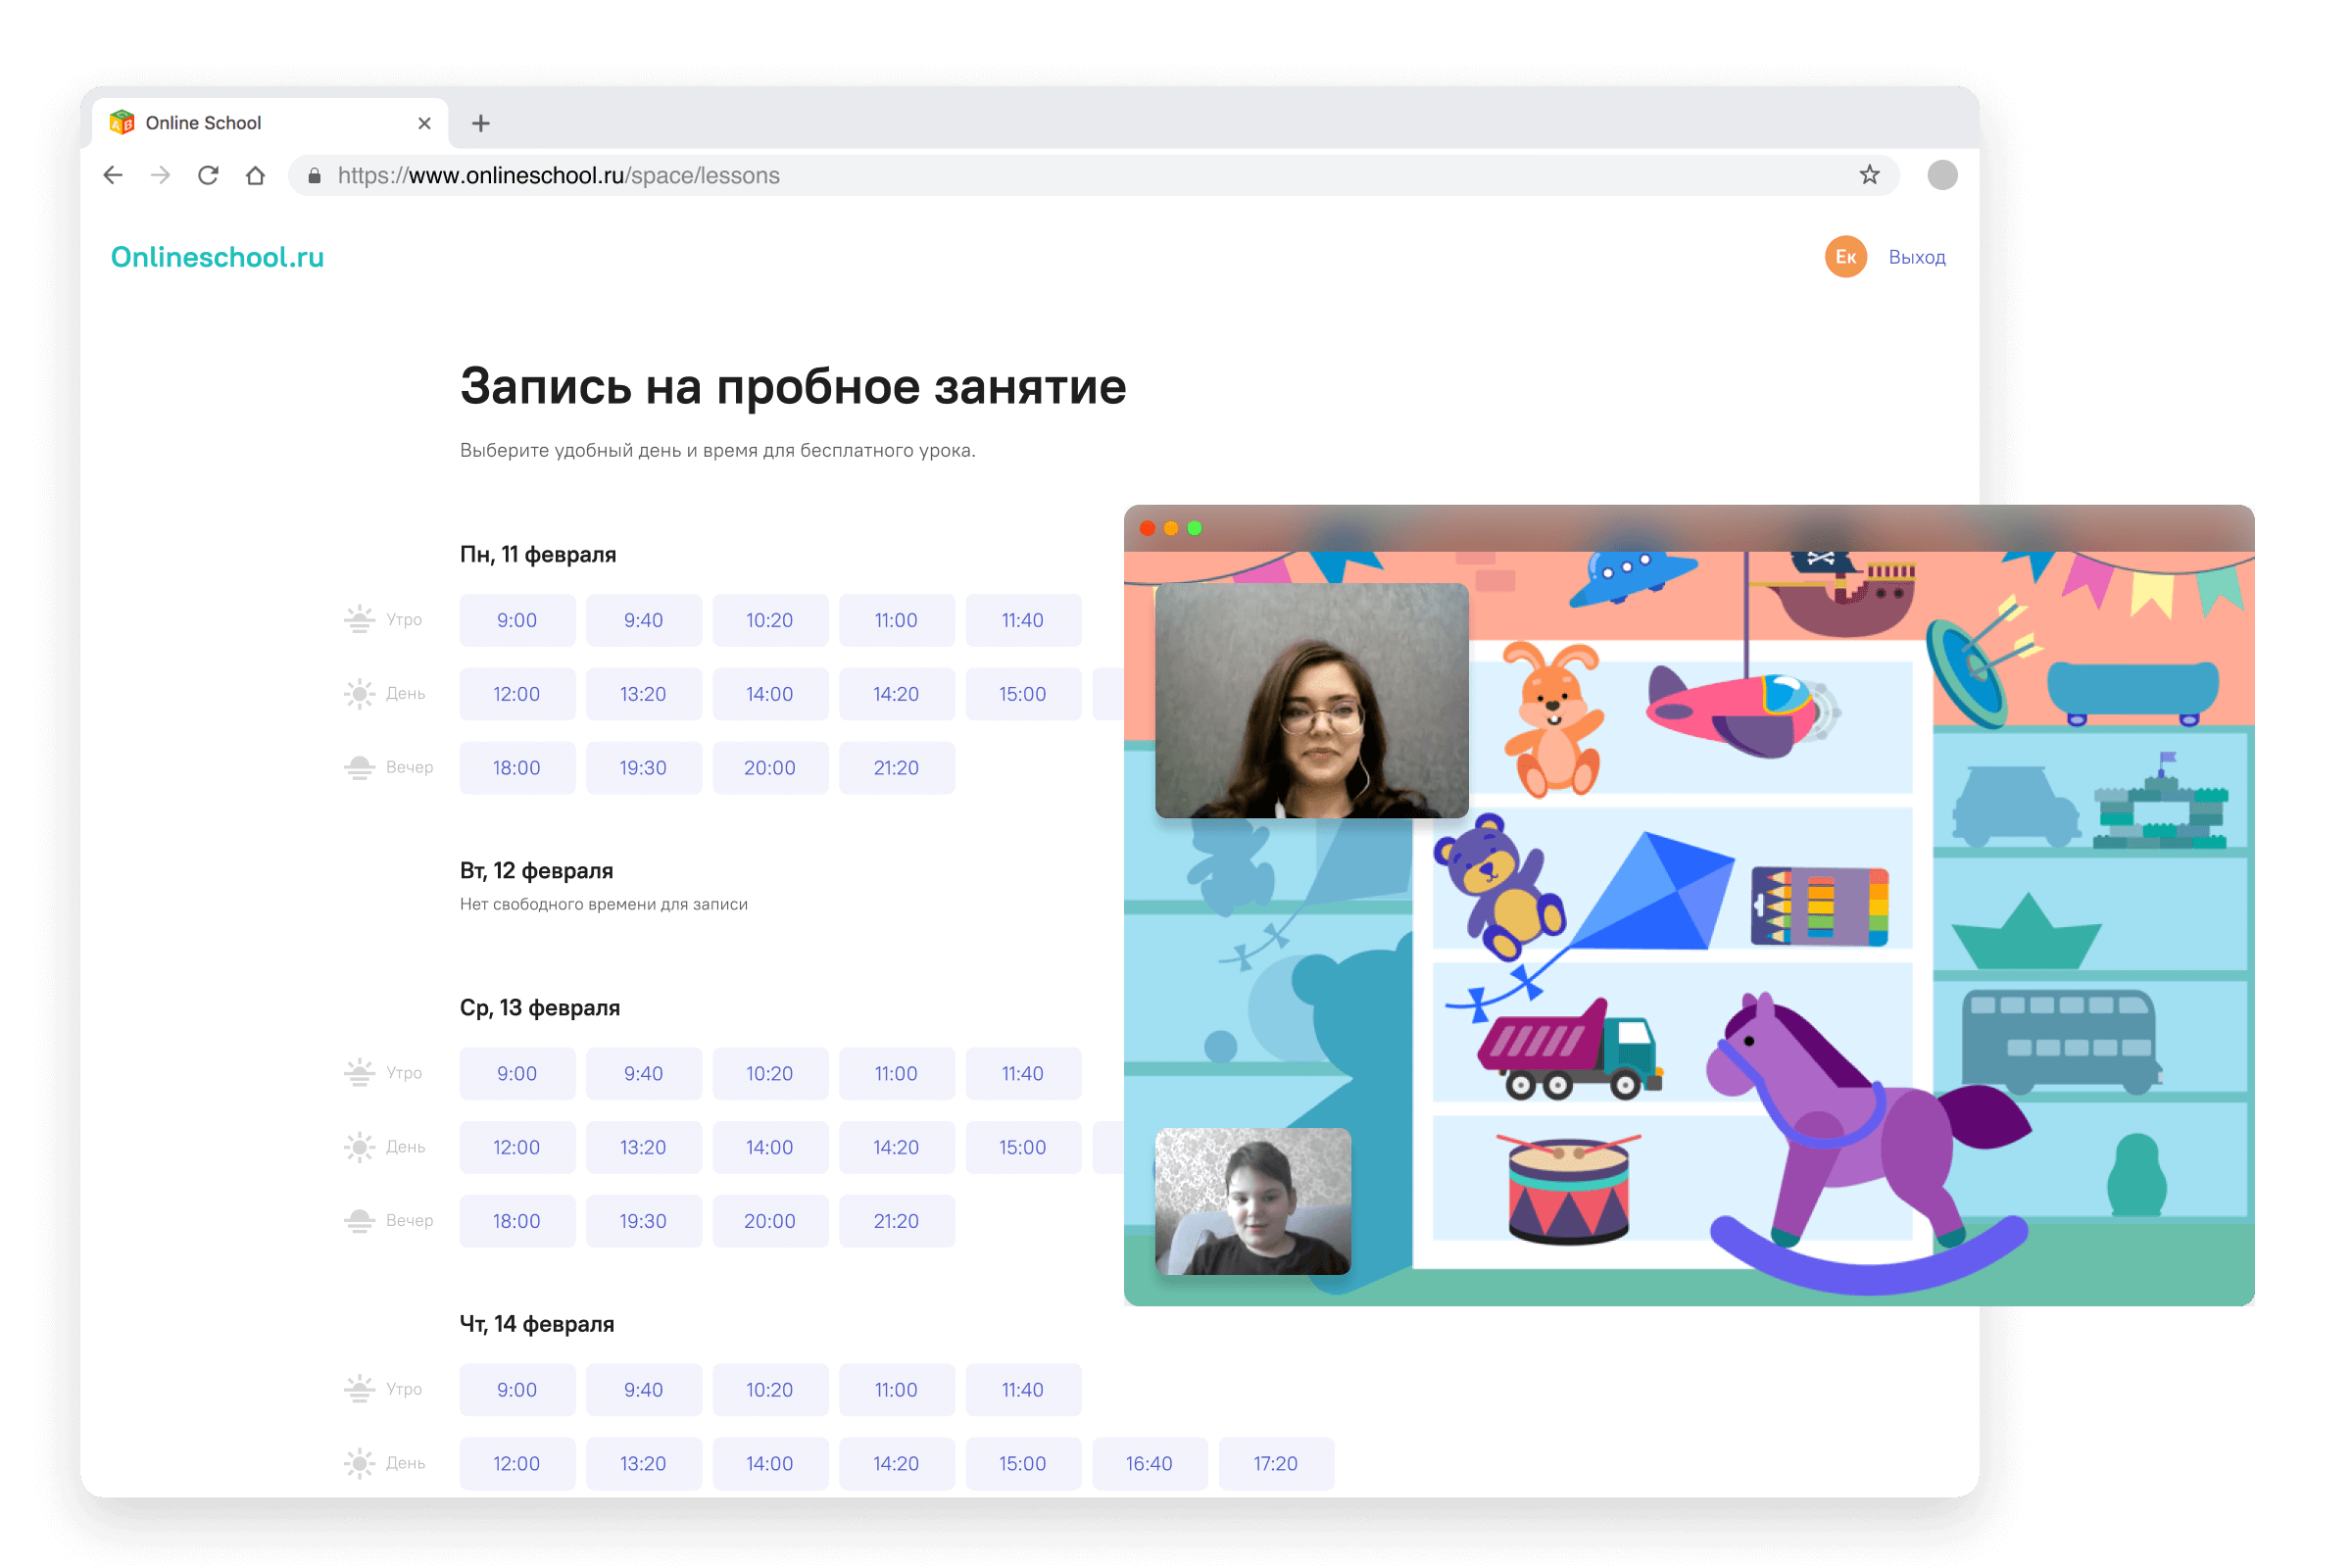 Online School
https://www.onlineschool.ru/space/lessons
Onlineschool.ru
Ек Выход
Запись на пробное занятие
Выберите удобный день и время для бесплатного урока.
Пн, 11 февраля
Утро 9:00 9:40 10:20 11:00 11:40
День 12:00 13:20 14:00 14:20 15:00
Вечер 18:00 19:30 20:00 21:20
Вт, 12 февраля
Нет свободного времени для записи
Ср, 13 февраля
Утро 9:00 9:40 10:20 11:00 11:40
День 12:00 13:20 14:00 14:20 15:00
Вечер 18:00 19:30 20:00 21:20
Чт, 14 февраля
Утро 9:00 9:40 10:20 11:00 11:40
День 12:00 13:20 14:00 14:20 15:00 16:40 17:20